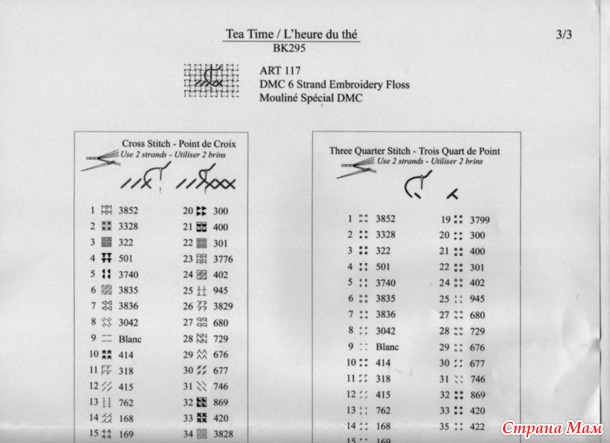 Tea Time / L'heure du thé
3/3
BK295
ART 117
DMC 6 Strand Embroidery Floss
Mouliné Spécial DMC
Cross Stitch - Point de Croix
Use 2 strands - Utiliser 2 brins
1 3852 20 300
2 3328 21 400
3 322 22 301
4 501 23 3776
5 3740 24 402
6 3835 25 945
7 3836 26 3829
8 3042 27 680
9 Blanc 28 729
10 414 29 676
11 318 30 677
12 415 31 746
13 762 32 869
14 168 33 420
15 169 34 3828
Three Quarter Stitch - Trois Quart de Point
Use 2 strands - Utiliser 2 brins
1 3852 19 3799
2 3328 20 300
3 322 21 400
4 501 22 301
5 3740 24 402
6 3835 25 945
7 3836 27 680
8 3042 28 729
9 Blanc 29 676
10 414 30 677
11 318 31 746
12 415 32 869
13 762 33 420
14 168 35 422
15 169
Страна Мам